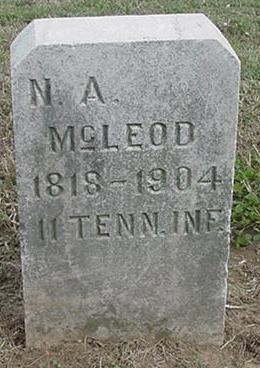 N. A.
McLEOD
1818-1904
11 TENN. INF.